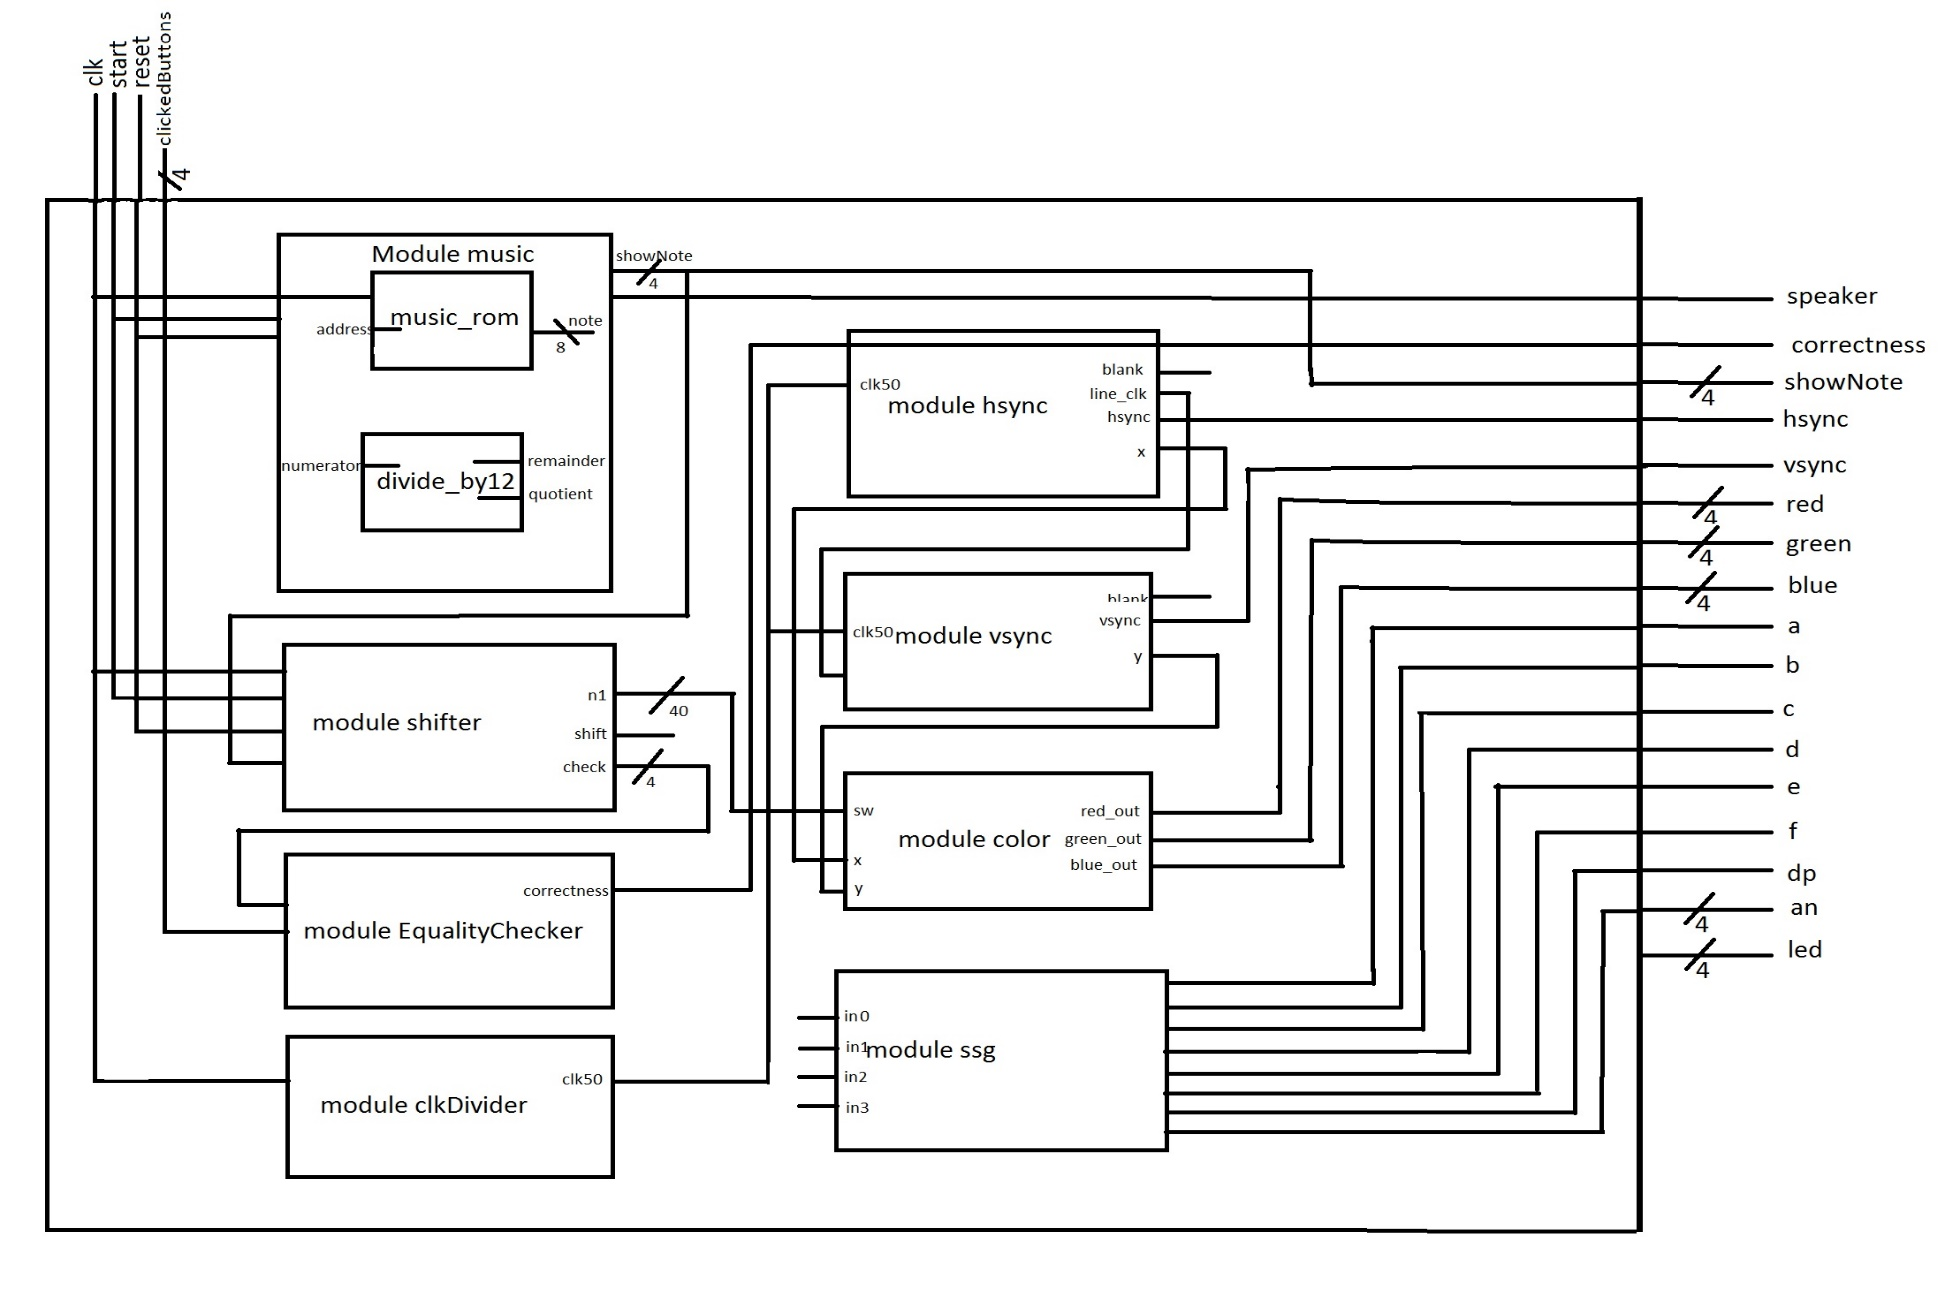 clk
start
reset
clickedButtons
4
Module music
showNote
4
music_rom
address
note
8
numerator
divide_by12
remainder
quotient
module shifter
n1
40
shift
check
4
module EqualityChecker
correctness
module clkDivider
clk50
module hsync
clk50
blank
line_clk
hsync
x
module vsync
clk50
blank
vsync
y
module color
sw
x
y
red_out
green_out
blue_out
module ssg
in0
in1
in2
in3
speaker
correctness
showNote
4
hsync
vsync
red
4
green
4
blue
4
a
b
c
d
e
f
dp
an
4
led
4